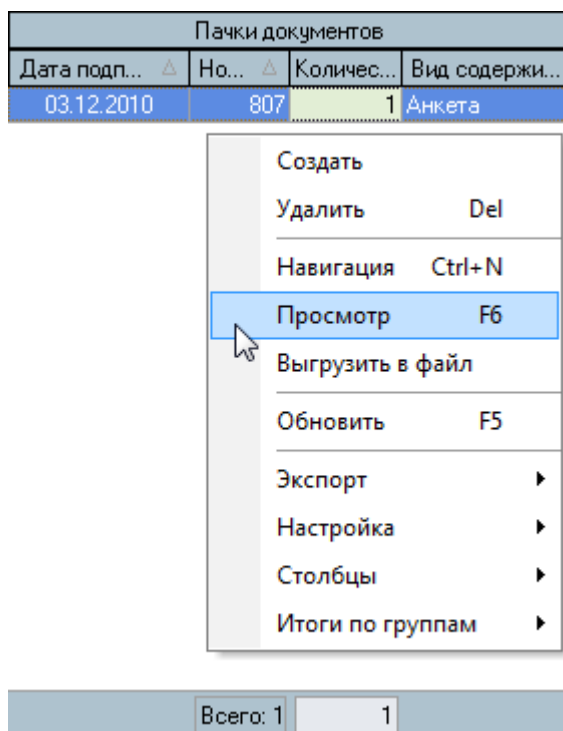 Пачки документов
Дата подп... Но... Количес... Вид содержи...
03.12.2010 807 1 Анкета
Создать
Удалить Del
Навигация Ctrl+N
Просмотр F6
Выгрузить в файл
Обновить F5
Экспорт
Настройка
Столбцы
Итоги по группам
Всего: 1 1